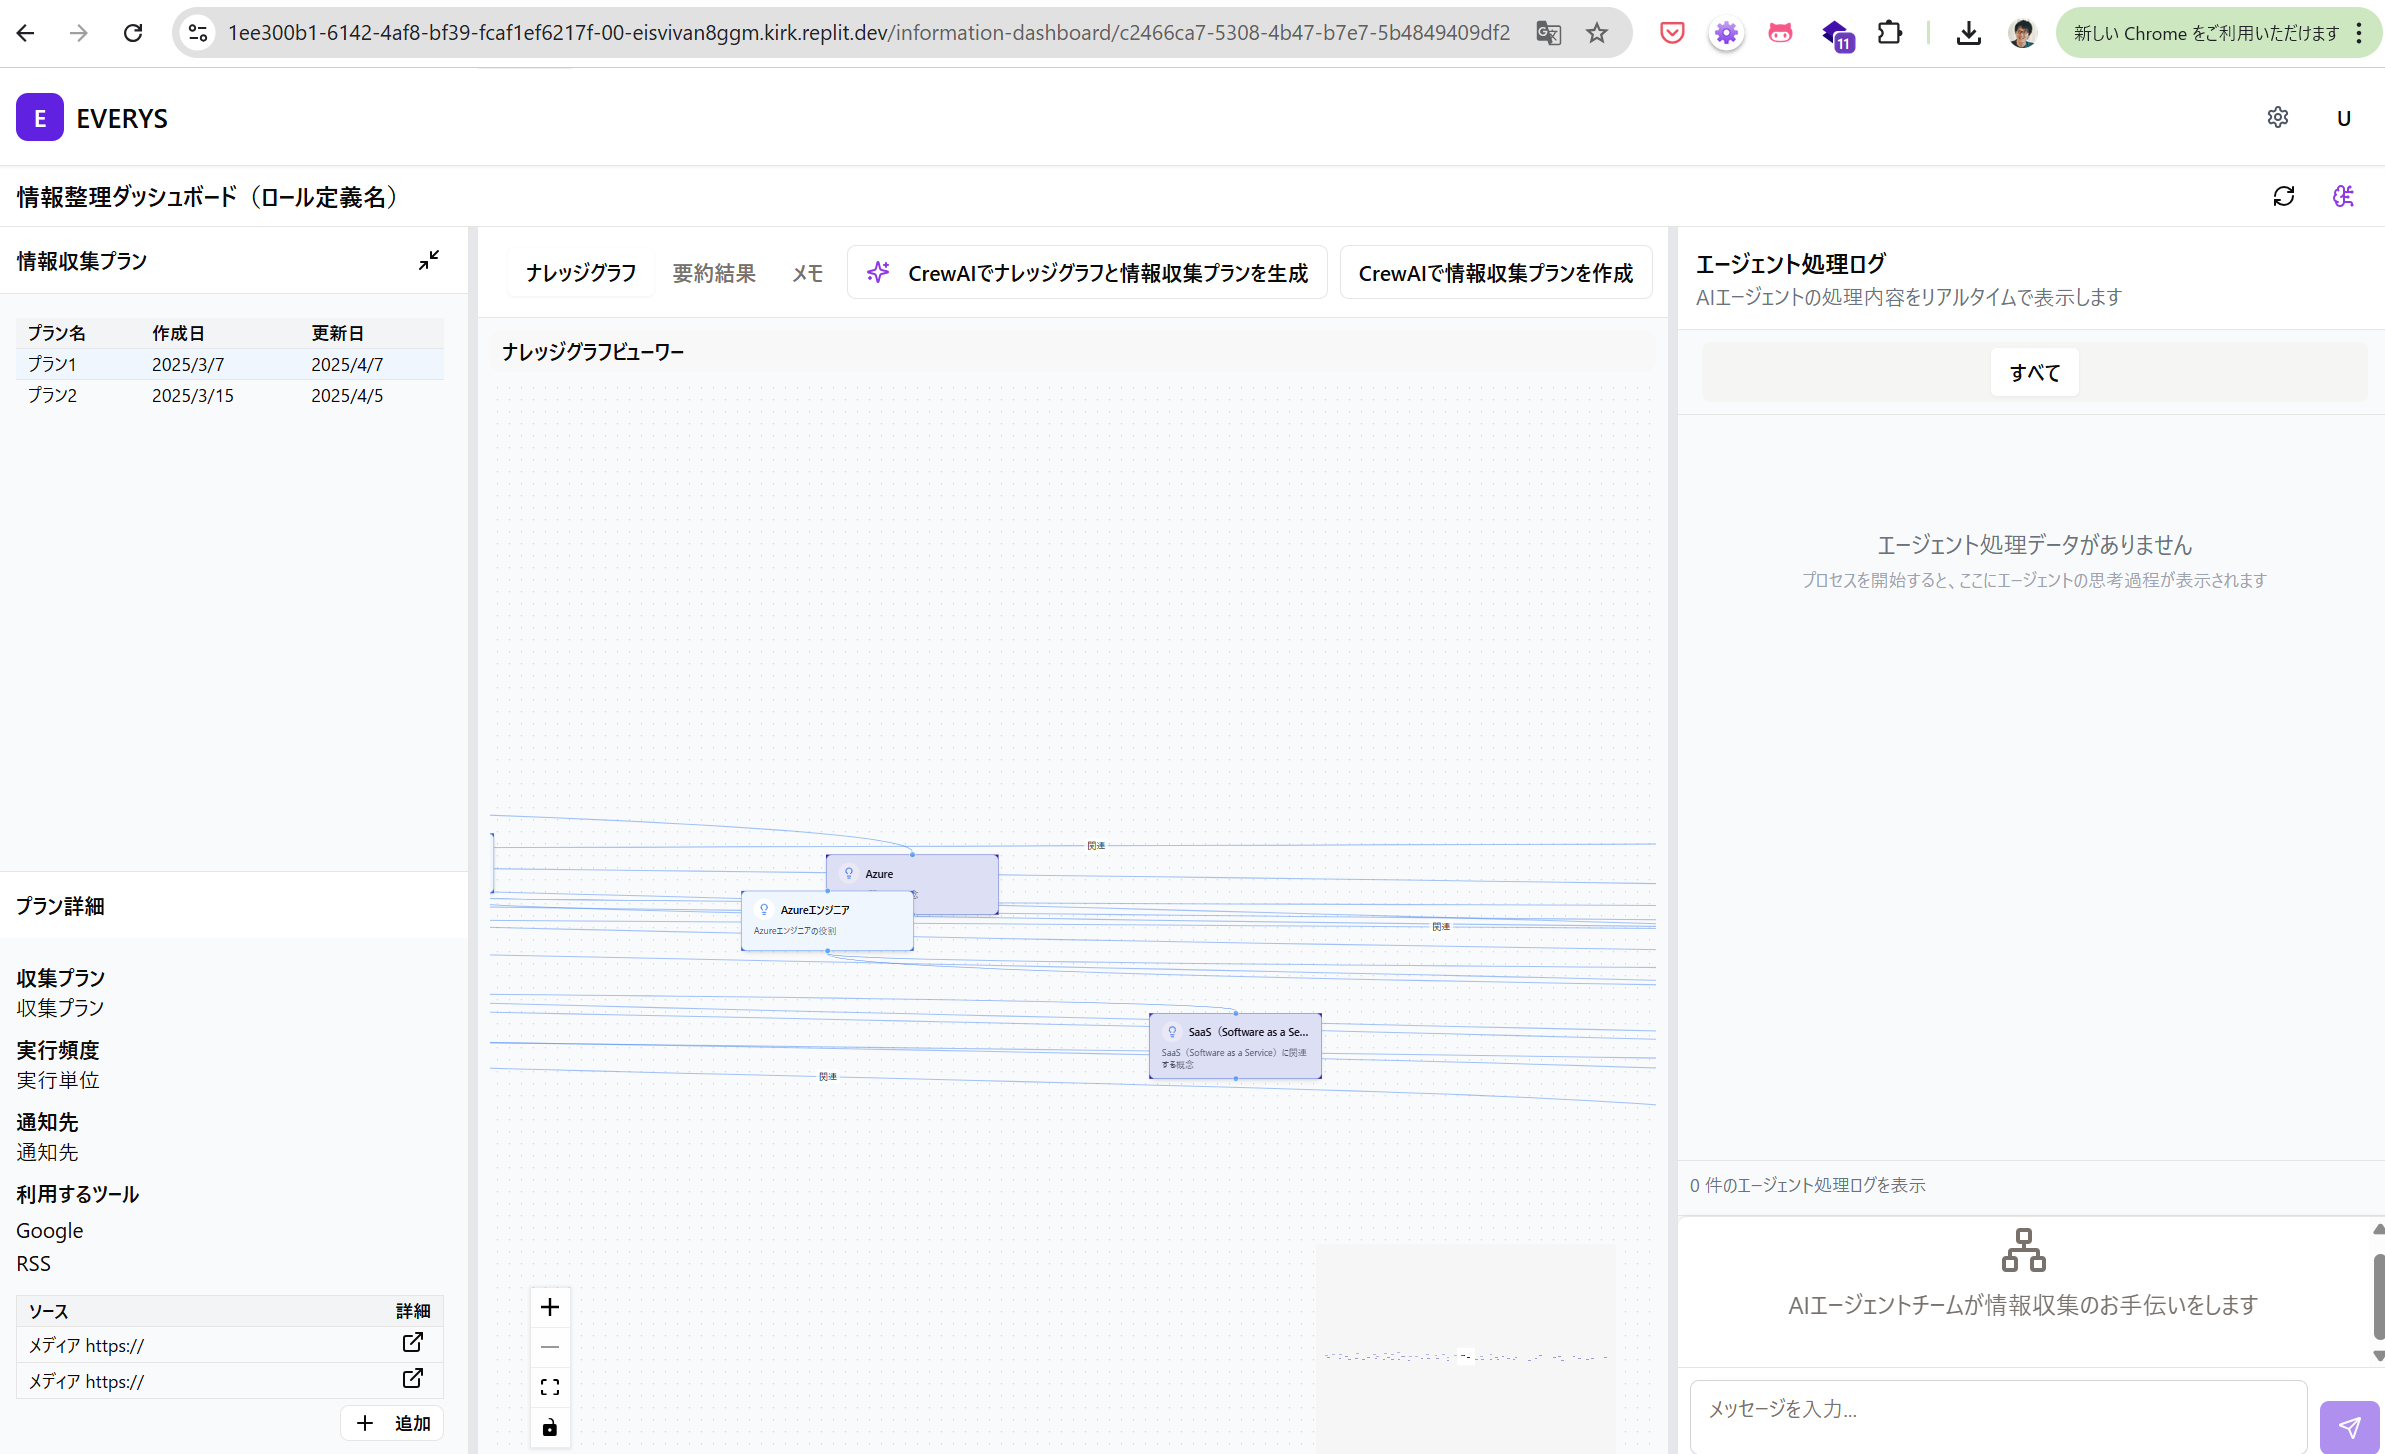 1ee300b1-6142-4af8-bf39-fcaf1ef6217f-00-eisvivan8ggm.kirk.replit.dev/information-dashboard/c2466ca7-5308-4b47-b7e7-5b4849409df2
11
新しい Chrome をご利用いただけます
E
EVERYS
U
情報整理ダッシュボード（ロール定義名）
情報収集プラン
プラン名 作成日 更新日
プラン1 2025/3/7 2025/4/7
プラン2 2025/3/15 2025/4/5
プラン詳細
収集プラン
収集プラン
実行頻度
実行単位
通知先
通知先
利用するツール
Google
RSS
ソース 詳細
メディア https://
メディア https://
追加
ナレッジグラフ 要約結果 メモ CrewAIでナレッジグラフと情報収集プランを生成 CrewAIで情報収集プランを作成
ナレッジグラフビューワー
関連
Azure
Azureエンジニア
Azureエンジニアの役割
関連
SaaS（Software as a Se...
SaaS（Software as a Service）に関連
する概念
関連
エージェント処理ログ
AIエージェントの処理内容をリアルタイムで表示します
すべて
エージェント処理データがありません
プロセスを開始すると、ここにエージェントの思考過程が表示されます
0 件のエージェント処理ログを表示
AIエージェントチームが情報収集のお手伝いをします
メッセージを入力...